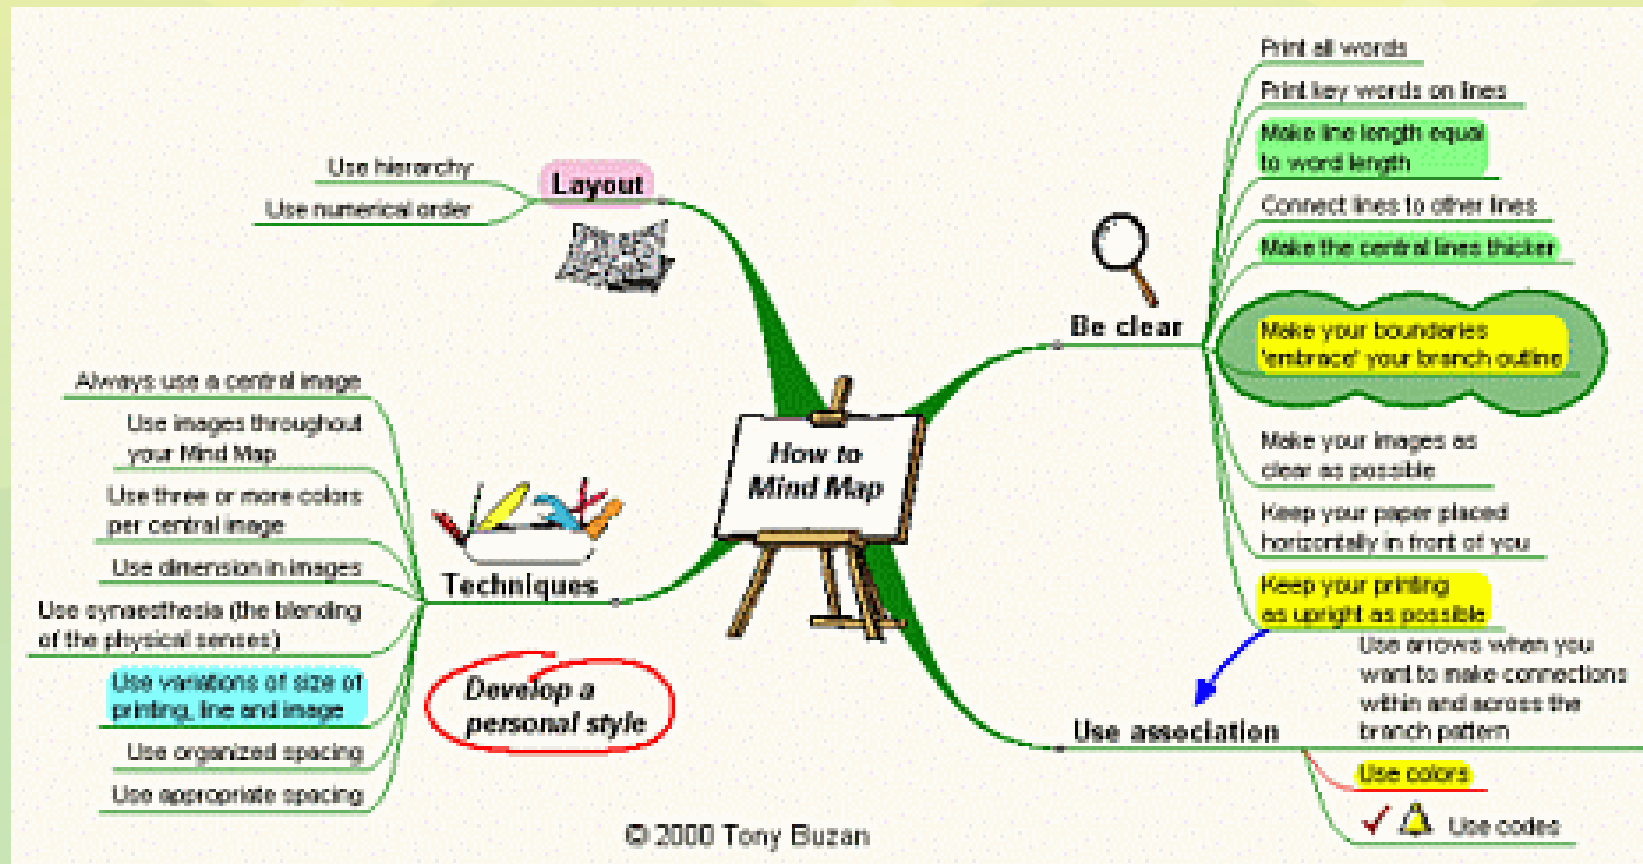 Use hierarchy
Use numerical order
Layout
Always use a central image
Use images throughout
your Mind Map
Use three or more colors
per central image
Use dimension in images
Use synaesthesia (the blending
of the physical senses)
Use variations of size of
printing, line and image
Use organized spacing
Use appropriate spacing
Techniques
Develop a
personal style
How to
Mind Map
Be clear
Print all words
Print key words on lines
Make line length equal
to word length
Connect lines to other lines
Make the central lines thicker
Make your boundaries
'embrace' your branch outline
Make your images as
clear as possible
Keep your paper placed
horizontally in front of you
Keep your printing
as upright as possible
Use association
Use arrows when you
want to make connections
within and across the
branch pattern
Use colors
Use codes
© 2000 Tony Buzan